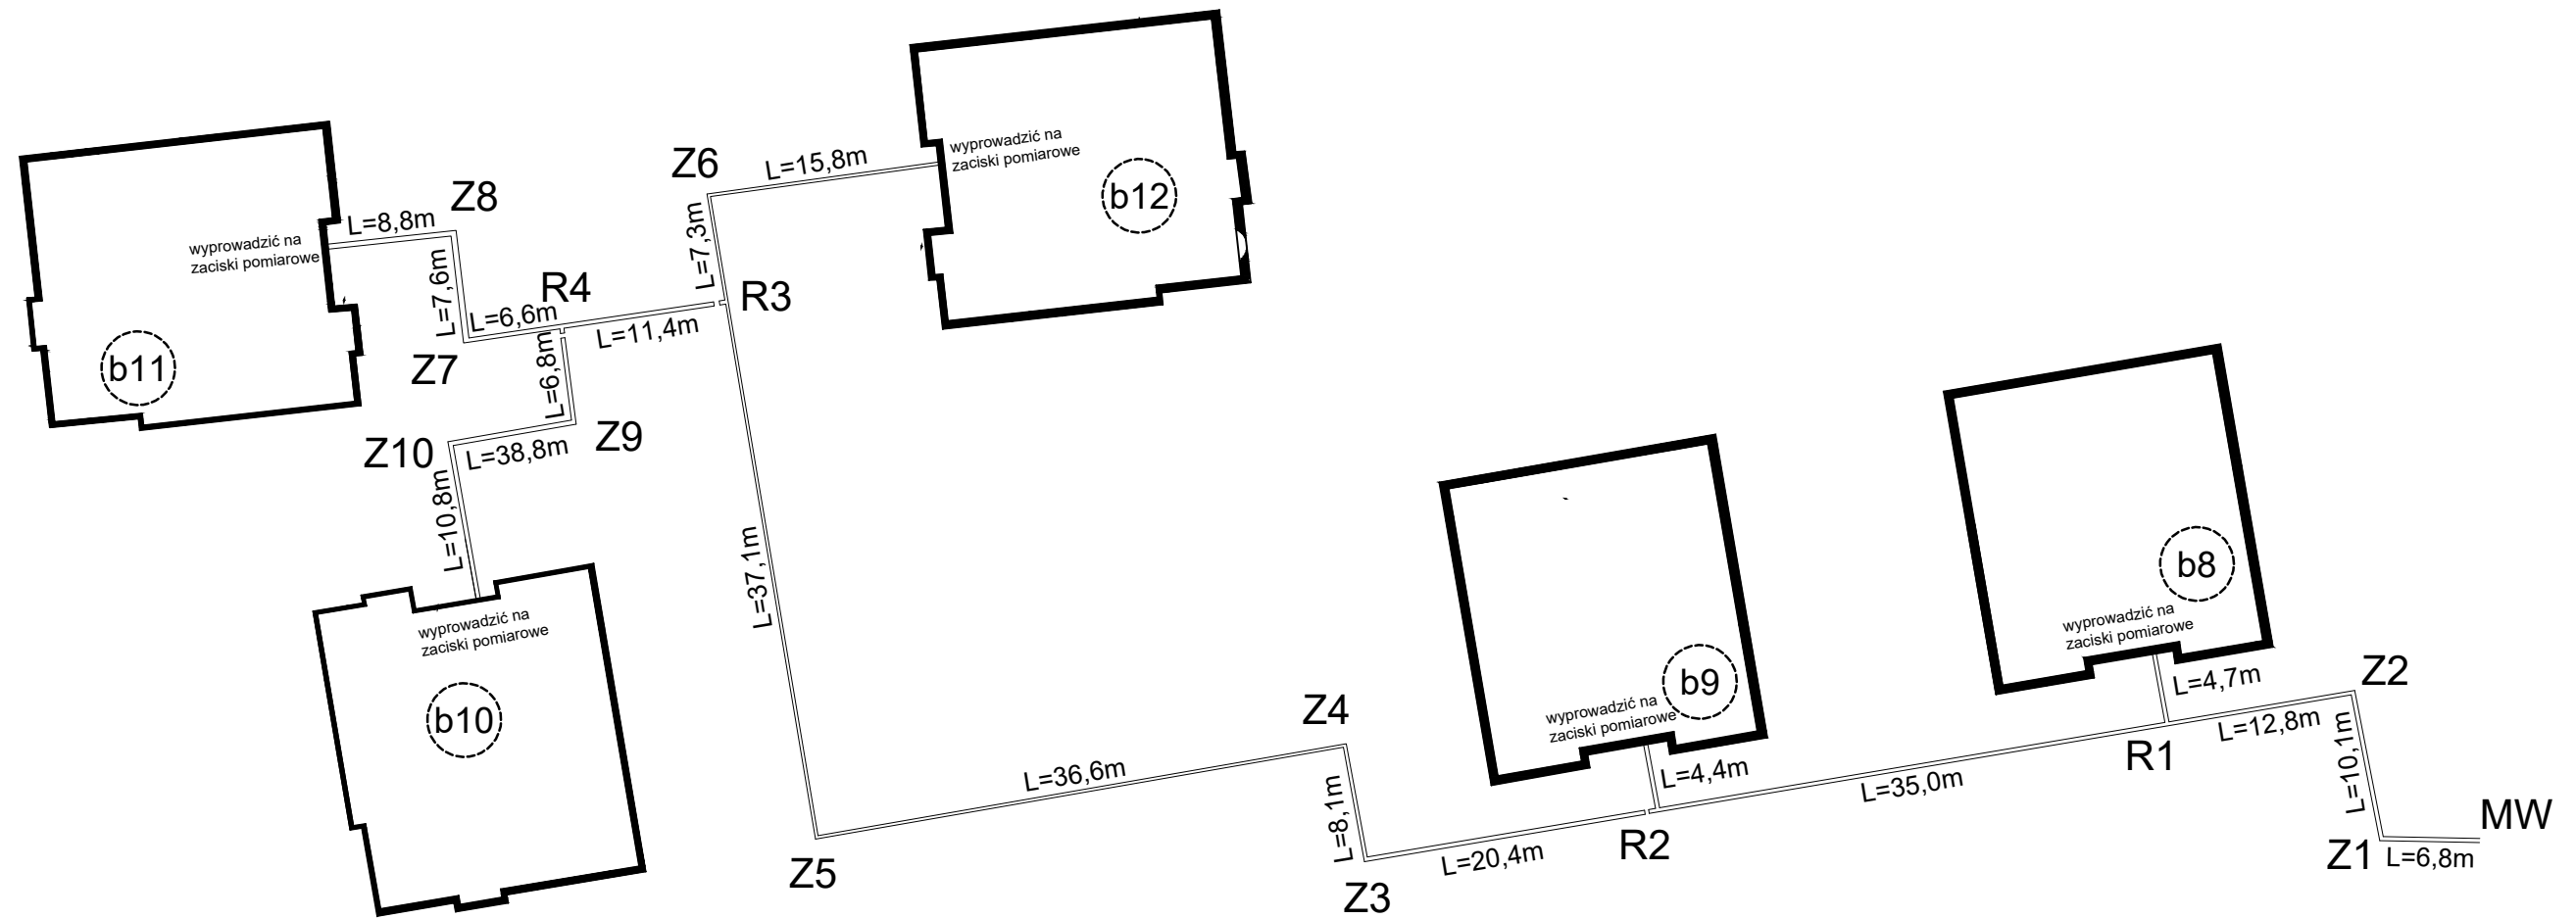 Z6
L=15,8m
wyprowadzić na
zaciski pomiarowe
b12
Z8
L=8,8m
wyprowadzić na
zaciski pomiarowe
L=7,3m
L=7,6m
R4
R3
L=6,6m
L=11,4m
b11
Z7
L=6,8m
Z10
L=38,8m
Z9
L=10,8m
L=37,1m
wyprowadzić na
zaciski pomiarowe
b10
b8
wyprowadzić na
zaciski pomiarowe
L=4,7m
Z2
b9
wyprowadzić na
zaciski pomiarowe
Z4
L=12,8m
R1
L=10,1m
L=36,6m
L=4,4m
L=35,0m
L=8,1m
MW
R2
Z1
L=6,8m
L=20,4m
Z5
Z3